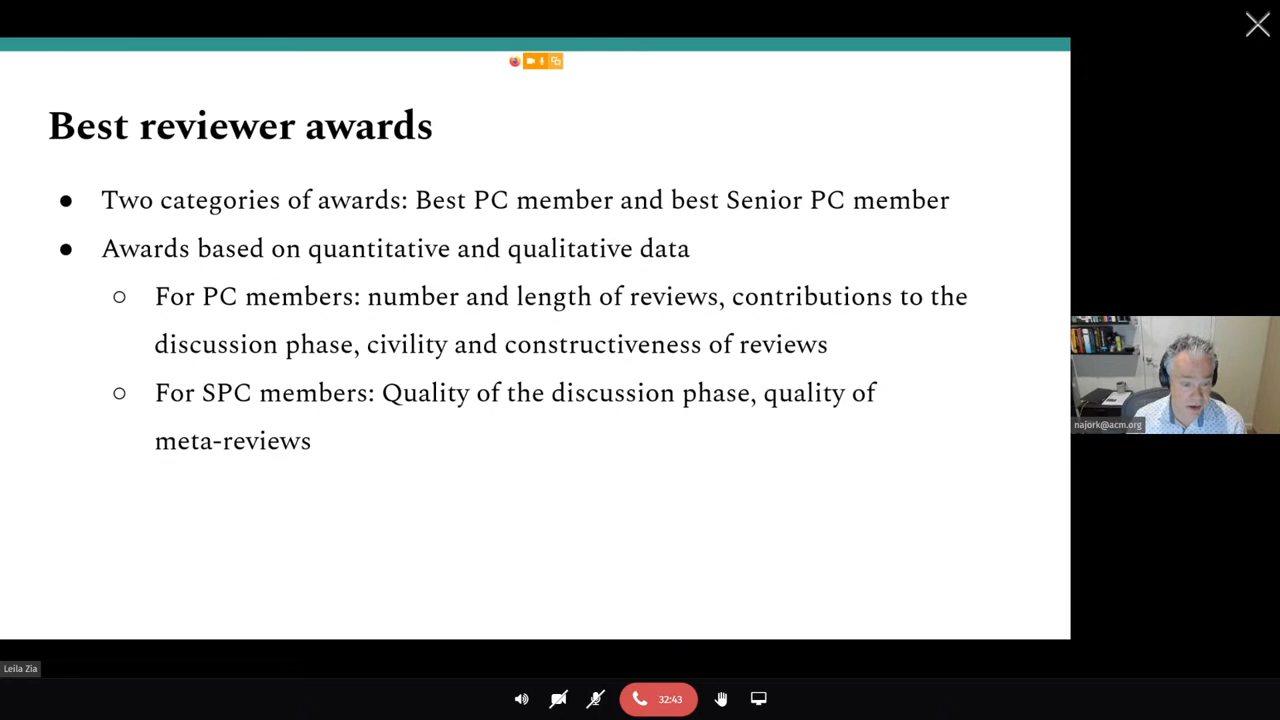 Best reviewer awards
● Two categories of awards: Best PC member and best Senior PC member
● Awards based on quantitative and qualitative data
○ For PC members: number and length of reviews, contributions to the
discussion phase, civility and constructiveness of reviews
○ For SPC members: Quality of the discussion phase, quality of
meta-reviews
najork@acm.org
Leila Zia
32:43